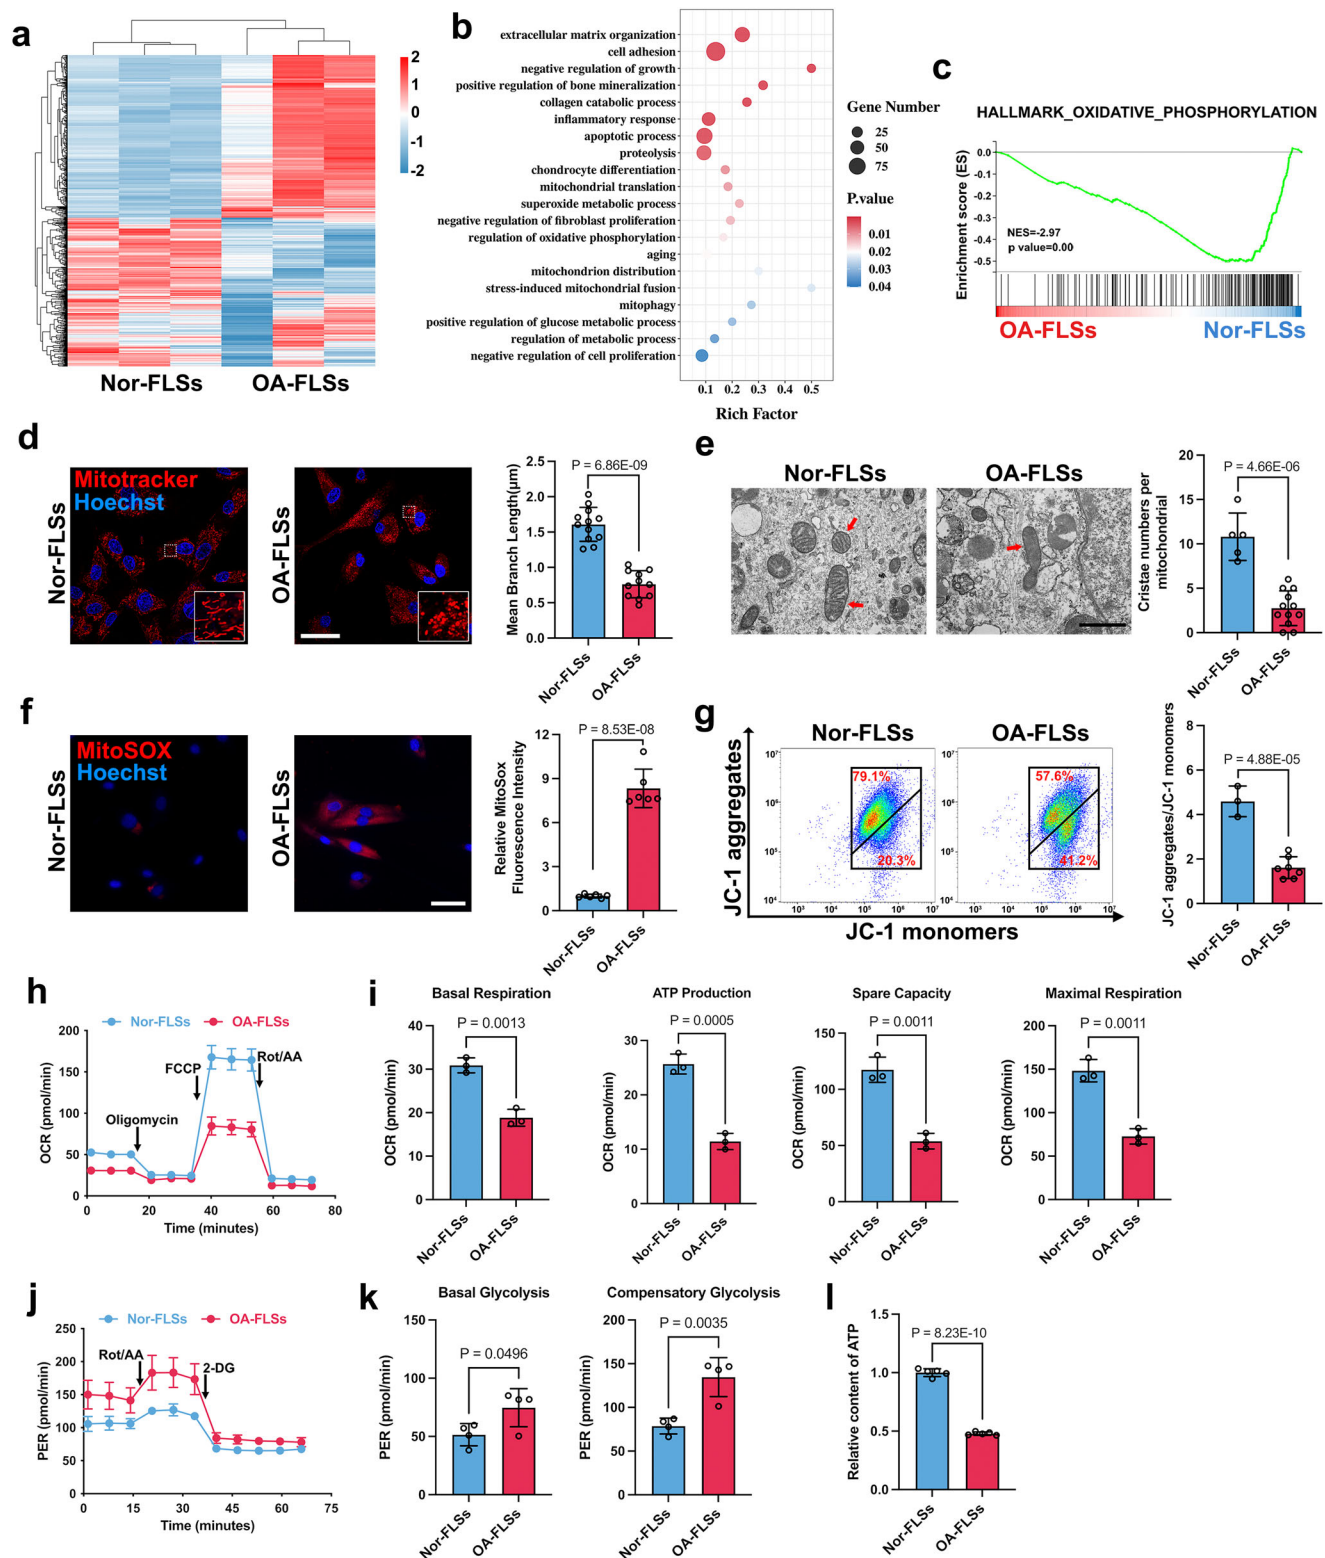 a
2
1
0
-1
-2
Nor-FLSs
OA-FLSs
b
extracellular matrix organization
cell adhesion
negative regulation of growth
positive regulation of bone mineralization
collagen catabolic process
inflammatory response
apoptotic process
proteolysis
chondrocyte differentiation
mitochondrial translation
superoxide metabolic process
negative regulation of fibroblast proliferation
regulation of oxidative phosphorylation
aging
mitochondrion distribution
stress-induced mitochondrial fusion
mitophagy
positive regulation of glucose metabolic process
regulation of metabolic process
negative regulation of cell proliferation
0.1 0.2 0.3 0.4 0.5
Rich Factor
Gene Number
25
50
75
P.value
0.01
0.02
0.03
0.04
c
HALLMARK_OXIDATIVE_PHOSPHORYLATION
Enrichment score (ES)
0.0
-0.1
-0.2
-0.3
-0.4
-0.5
NES=-2.97
p value=0.00
OA-FLSs
Nor-FLSs
d
Nor-FLSs
Mitotracker
Hoechst
OA-FLSs
Mean Branch Length(μm)
2.5
2.0
1.5
1.0
0.5
0.0
P = 6.86E-09
Nor-FLSs
OA-FLSs
e
Nor-FLSs
OA-FLSs
Cristae numbers per
mitochondrial
20
15
10
5
0
P = 4.66E-06
Nor-FLSs
OA-FLSs
f
Nor-FLSs
MitoSOX
Hoechst
OA-FLSs
Relative MitoSox
Fluorescence Intensity
12
9
6
3
0
P = 8.53E-08
Nor-FLSs
OA-FLSs
g
Nor-FLSs
OA-FLSs
JC-1 aggregates
10⁷
10⁶
10⁵
10⁴
79.1%
20.3%
10³ 10⁴ 10⁵ 10⁶ 10⁷
10⁷
10⁶
10⁵
10⁴
57.6%
41.2%
10³ 10⁴ 10⁵ 10⁶ 10⁷
JC-1 monomers
JC-1 aggregates/JC-1 monomers
8
6
4
2
0
P = 4.88E-05
Nor-FLSs
OA-FLSs
h
Nor-FLSs
OA-FLSs
OCR (pmol/min)
200
150
100
50
0
Oligomycin
FCCP
Rot/AA
0 20 40 60 80
Time (minutes)
i
Basal Respiration
OCR (pmol/min)
40
30
20
10
0
P = 0.0013
Nor-FLSs
OA-FLSs
ATP Production
OCR (pmol/min)
30
20
10
0
P = 0.0005
Nor-FLSs
OA-FLSs
Spare Capacity
OCR (pmol/min)
150
100
50
0
P = 0.0011
Nor-FLSs
OA-FLSs
Maximal Respiration
OCR (pmol/min)
200
150
100
50
0
P = 0.0011
Nor-FLSs
OA-FLSs
j
Nor-FLSs
OA-FLSs
PER (pmol/min)
250
200
150
100
50
0
Rot/AA
2-DG
0 15 30 45 60 75
Time (minutes)
k
Basal Glycolysis
PER (pmol/min)
150
100
50
0
P = 0.0496
Nor-FLSs
OA-FLSs
Compensatory Glycolysis
PER (pmol/min)
200
150
100
50
0
P = 0.0035
Nor-FLSs
OA-FLSs
l
Relative content of ATP
1.5
1.0
0.5
0.0
P = 8.23E-10
Nor-FLSs
OA-FLSs